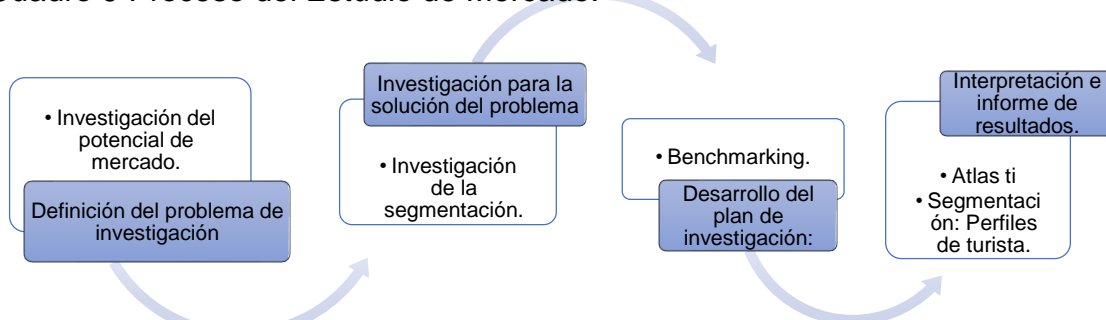 Cuadro Proceso del Estudio de Mercado.
• Investigación del
potencial de
mercado.
Definición del problema de
investigación
Investigación para la
solución del problema
• Investigación
de la
segmentación.
• Benchmarking.
Desarrollo del
plan de
investigación:
Interpretación e
informe de
resultados.
• Atlas ti
• Segmentaci
ón: Perfiles
de turista.